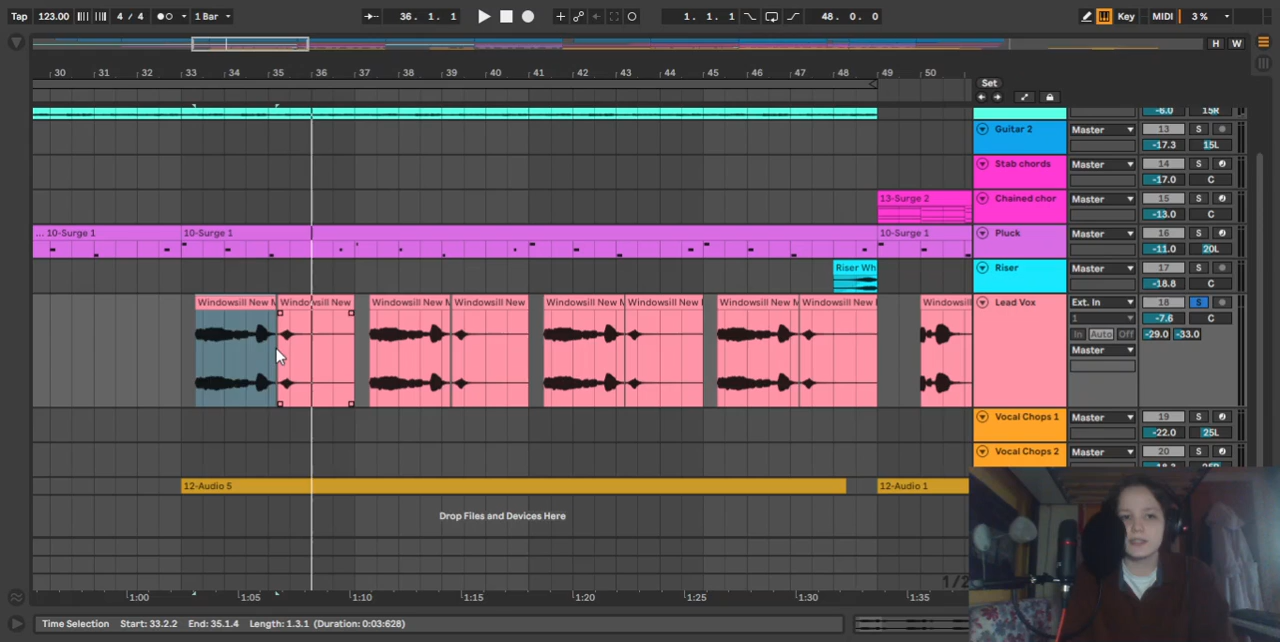 Tap 123.00 4 / 4 1 Bar 36. 1. 1 1. 1. 1 48. 0. 0 Key MIDI 3 %
H W
30 31 32 33 34 35 36 37 38 39 40 41 42 43 44 45 46 47 48 49 50
Set
-6.0 15R
Guitar 2 Master 13 S
-17.3 15L
Stab chords Master 14 S
-17.0 C
13-Surge 2 Chained chor Master 15 S
-13.0 C
... 10-Surge 1 10-Surge 1 10-Surge 1 Pluck Master 16 S
-11.0 20L
Riser Wh Riser Master 17 S
-18.8 C
Windowsill New M Windowsill New Windowsill New M Windowsill New Windowsill New M Windowsill New Windowsill New M Windowsill New Windowsill Lead Vox Ext. In 18 S
1 -7.6 C
In Auto Off -29.0 -33.0
Master
Vocal Chops 1 Master 19 S
-22.0 25L
Vocal Chops 2 Master 20 S
12-Audio 5 12-Audio 1
Drop Files and Devices Here
1/2
1:00 1:05 1:10 1:15 1:20 1:25 1:30 1:35
Time Selection Start: 33.2.2 End: 35.1.4 Length: 1.3.1 (Duration: 0:03:628)